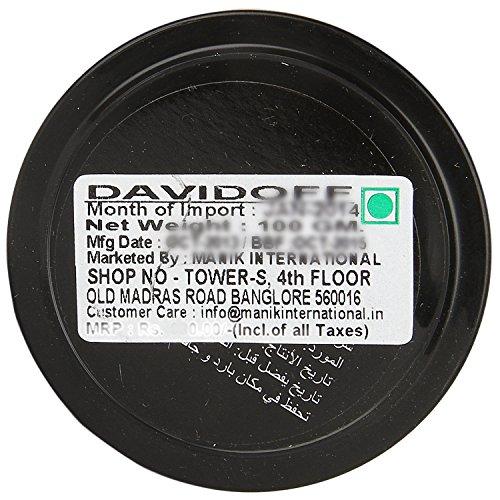 DAVIDOFF
Month of Import :
Net Weight : 100 GM.
Mfg Date :
Marketed By : MANIK INTERNATIONAL
SHOP NO - TOWER-S, 4th FLOOR
OLD MADRAS ROAD BANGLORE 560016
Customer Care : info@manikinternational.in
MRP : Rs. /-(Incl.of all Taxes)
المورد:
تاريخ الإنتاج:
تاريخ يفضل قبل:
تحفظ في مكان بارد و